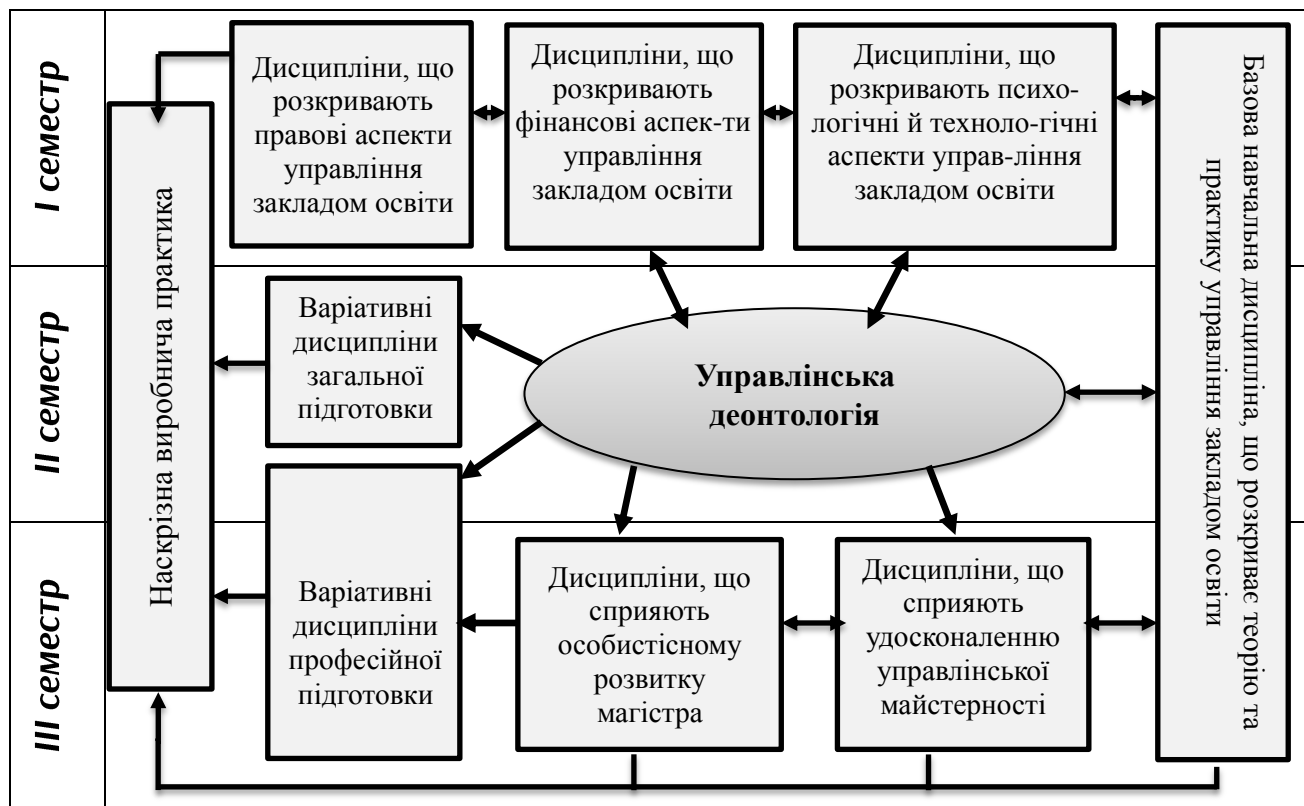 I семестр
Дисципліни, що
розкривають
правові аспекти
управління
закладом освіти
Дисципліни, що
розкривають
фінансові аспек-ти
управління
закладом освіти
Дисципліни, що
розкривають психо-
логічні й техноло-гічні
аспекти управ-ління
закладом освіти
Базова навчальна дисципліна, що розкриває теорію та
практику управління закладом освіти
Наскрізна виробнича практика
II семестр
Варіативні
дисципліни
загальної
підготовки
Управлінська
деонтологія
III семестр
Варіативні
дисципліни
професійної
підготовки
Дисципліни, що
сприяють
особистісному
розвитку
магістра
Дисципліни, що
сприяють
удосконаленню
управлінської
майстерності